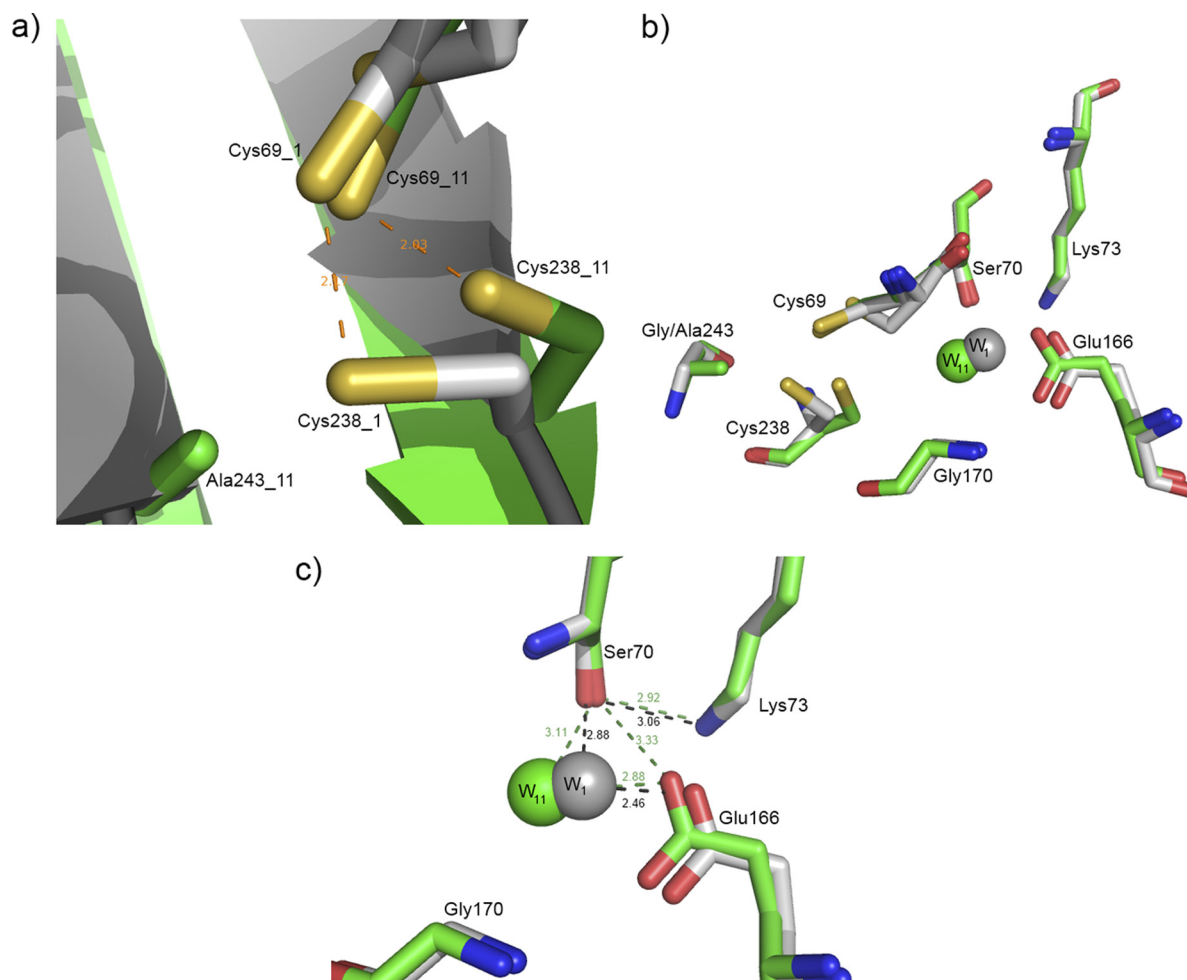 a)
Cys69_1
Cys69_11
2.03
Cys238_11
Cys238_1
Ala243_11
b)
Lys73
Ser70
Cys69
Gly/Ala243
W1
W11
Glu166
Cys238
Gly170
c)
Ser70
2.92
3.06
Lys73
3.11
2.88
3.33
W11
W1
2.88
2.46
Glu166
Gly170